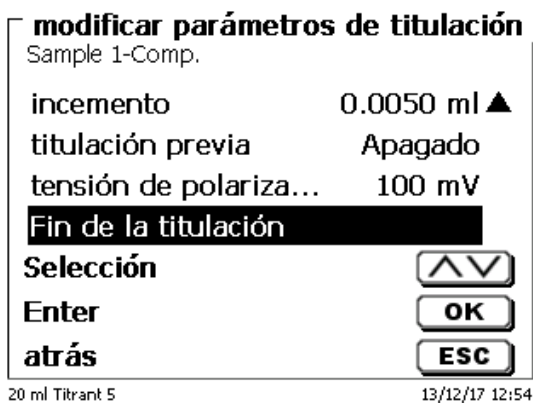 modificar parámetros de titulación
Sample 1-Comp.
incemento 0.0050 ml
titulación previa Apagado
tensión de polariza... 100 mV
Fin de la titulación
Selección
Enter OK
atrás ESC
20 ml Titrant 5 13/12/17 12:54